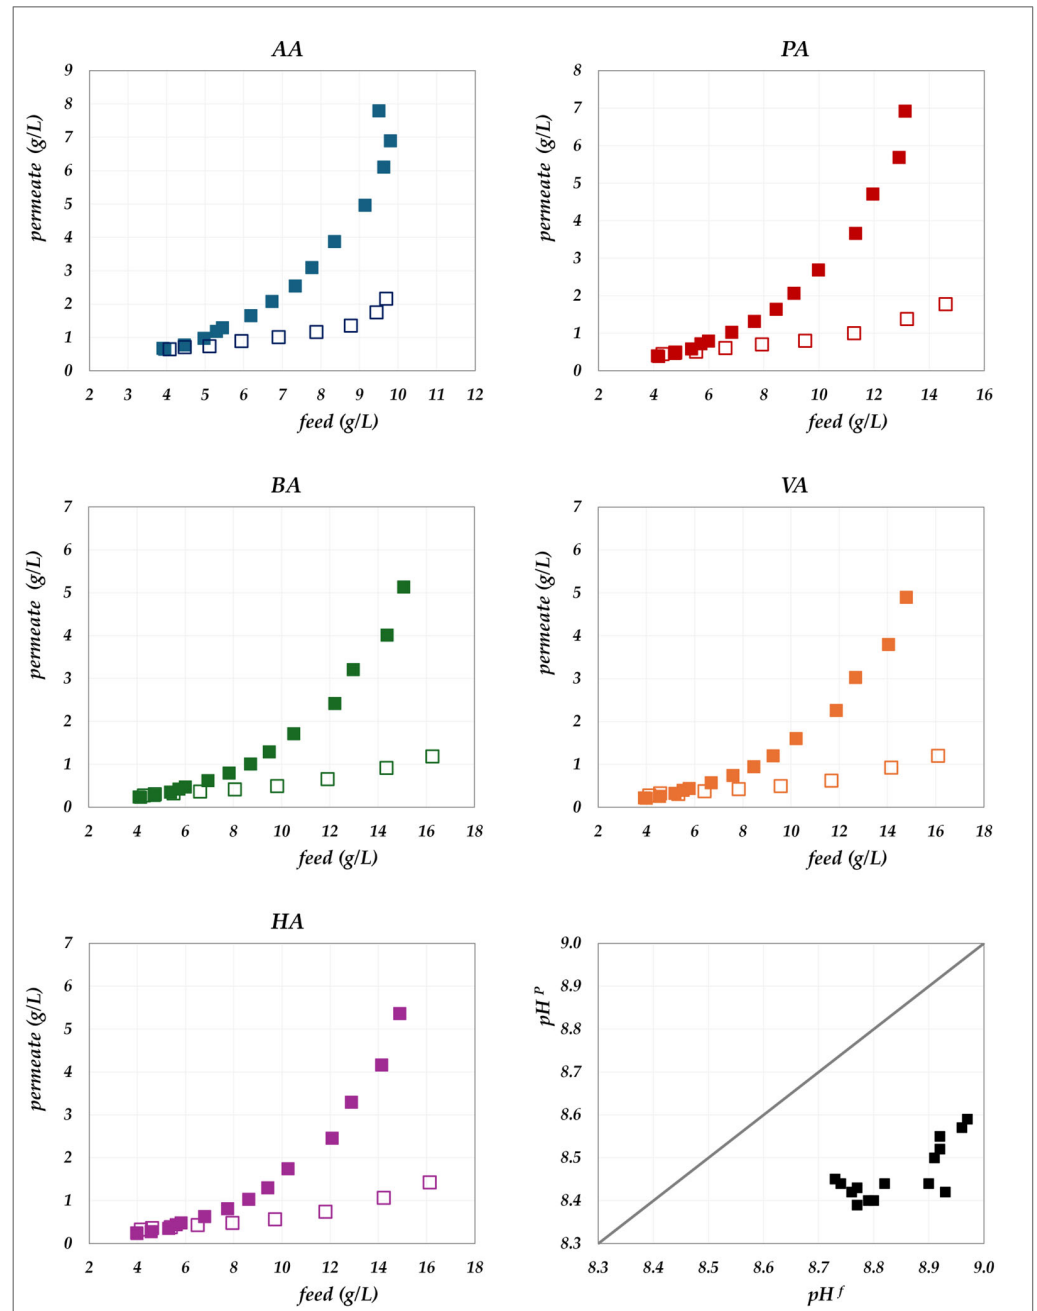 AA
9
8
7
6
5
4
3
2
1
0
permeate (g/L)
2 3 4 5 6 7 8 9 10 11 12
feed (g/L)
PA
8
7
6
5
4
3
2
1
0
permeate (g/L)
2 4 6 8 10 12 14 16
feed (g/L)
BA
7
6
5
4
3
2
1
0
permeate (g/L)
2 4 6 8 10 12 14 16 18
feed (g/L)
VA
7
6
5
4
3
2
1
0
permeate (g/L)
2 4 6 8 10 12 14 16 18
feed (g/L)
HA
7
6
5
4
3
2
1
0
permeate (g/L)
2 4 6 8 10 12 14 16 18
feed (g/L)
9.0
8.9
8.8
8.7
8.6
8.5
8.4
8.3
pH P
8.3 8.4 8.5 8.6 8.7 8.8 8.9 9.0
pH f